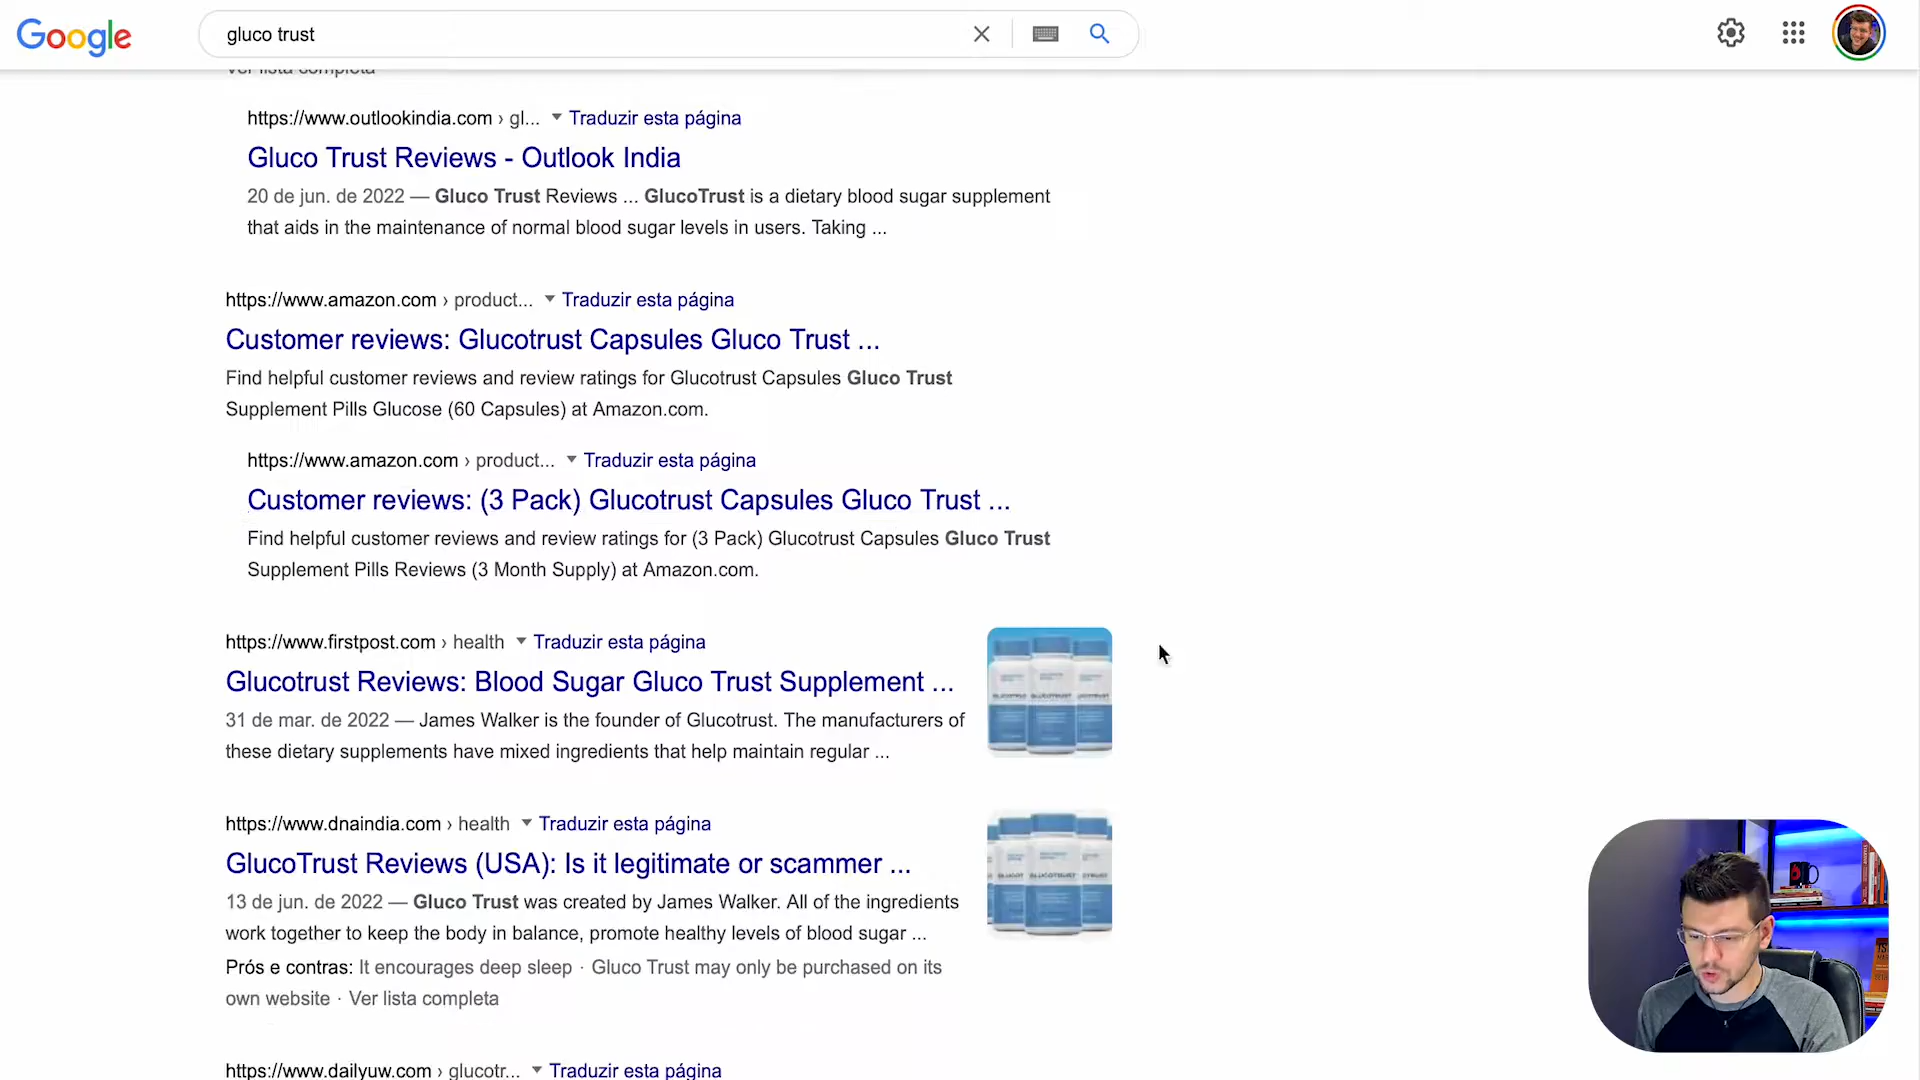 Google
gluco trust
Ver lista completa
https://www.outlookindia.com › gl... Traduzir esta página
Gluco Trust Reviews - Outlook India
20 de jun. de 2022 — Gluco Trust Reviews ... GlucoTrust is a dietary blood sugar supplement
that aids in the maintenance of normal blood sugar levels in users. Taking ...
https://www.amazon.com › product... Traduzir esta página
Customer reviews: Glucotrust Capsules Gluco Trust ...
Find helpful customer reviews and review ratings for Glucotrust Capsules Gluco Trust
Supplement Pills Glucose (60 Capsules) at Amazon.com.
https://www.amazon.com › product... Traduzir esta página
Customer reviews: (3 Pack) Glucotrust Capsules Gluco Trust ...
Find helpful customer reviews and review ratings for (3 Pack) Glucotrust Capsules Gluco Trust
Supplement Pills Reviews (3 Month Supply) at Amazon.com.
https://www.firstpost.com › health Traduzir esta página
Glucotrust Reviews: Blood Sugar Gluco Trust Supplement ...
31 de mar. de 2022 — James Walker is the founder of Glucotrust. The manufacturers of
these dietary supplements have mixed ingredients that help maintain regular ...
https://www.dnaindia.com › health Traduzir esta página
GlucoTrust Reviews (USA): Is it legitimate or scammer ...
13 de jun. de 2022 — Gluco Trust was created by James Walker. All of the ingredients
work together to keep the body in balance, promote healthy levels of blood sugar ...
Prós e contras: It encourages deep sleep · Gluco Trust may only be purchased on its
own website · Ver lista completa
https://www.dailyuw.com › glucotr... Traduzir esta página